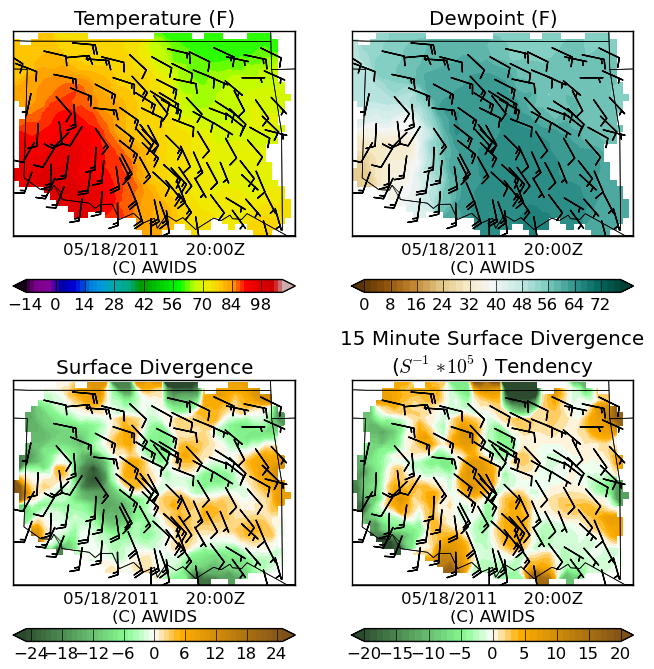 Temperature (F)
Dewpoint (F)
05/18/2011 20:00Z
(C) AWIDS
05/18/2011 20:00Z
(C) AWIDS
−14 0 14 28 42 56 70 84 98
0 8 16 24 32 40 48 56 64 72
Surface Divergence
15 Minute Surface Divergence
(S⁻¹ *10⁵ ) Tendency
05/18/2011 20:00Z
(C) AWIDS
05/18/2011 20:00Z
(C) AWIDS
−24 −18 −12 −6 0 6 12 18 24
−20 −15 −10 −5 0 5 10 15 20